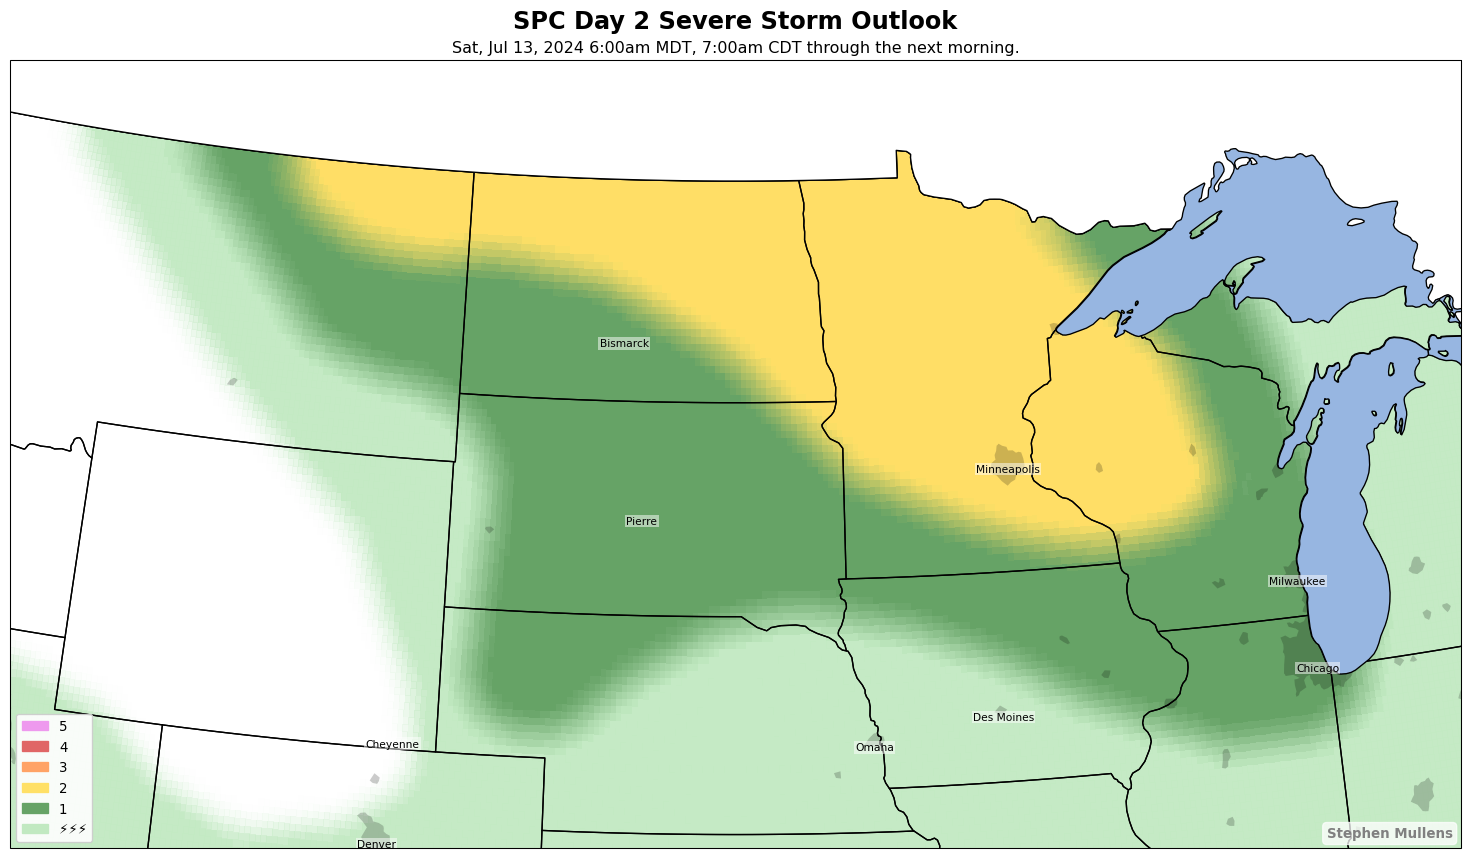 SPC Day 2 Severe Storm Outlook
Sat, Jul 13, 2024 6:00am MDT, 7:00am CDT through the next morning.
Bismarck
Minneapolis
Pierre
Milwaukee
Chicago
Des Moines
Cheyenne
Omaha
Denver
5
4
3
2
1
⚡⚡⚡
Stephen Mullens